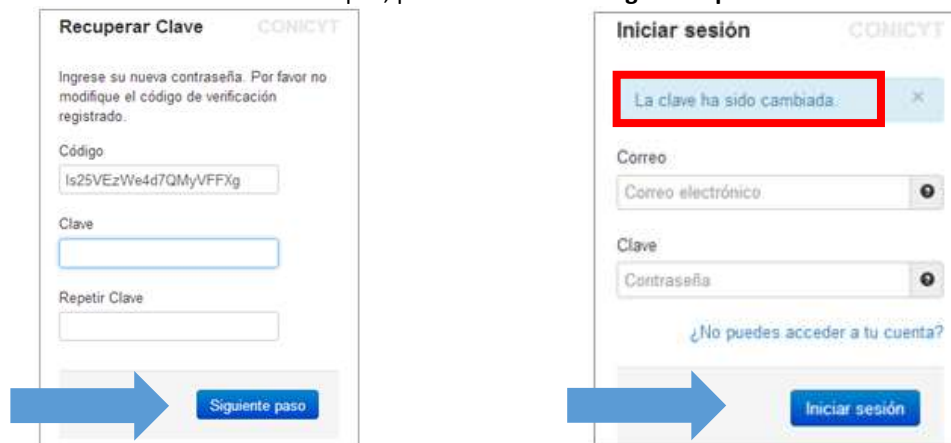 Recuperar Clave
CONICYT
Ingrese su nueva contraseña. Por favor no
modifique el código de verificación
registrado.
Código
Is25VEzWe4d7QMyVFFXg
Clave
Repetir Clave
Siguiente paso
Iniciar sesión
CONICYT
La clave ha sido cambiada.
×
Correo
Correo electrónico
Clave
Contraseña
¿No puedes acceder a tu cuenta?
Iniciar sesión